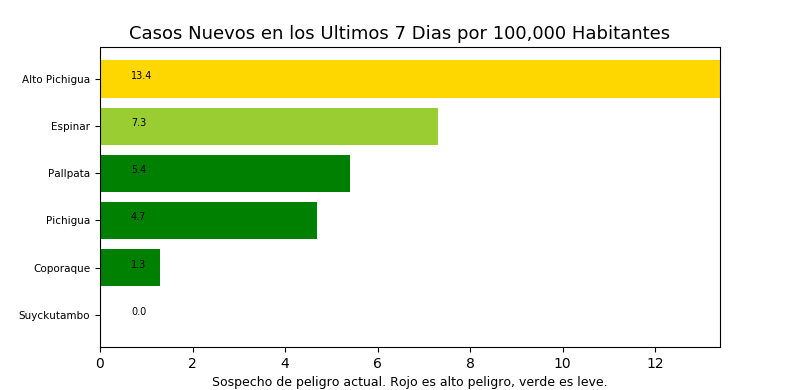 Casos Nuevos en los Ultimos 7 Dias por 100,000 Habitantes
Alto Pichigua 13.4
Espinar 7.3
Pallpata 5.4
Pichigua 4.7
Coporaque 1.3
Suyckutambo 0.0
0 2 4 6 8 10 12
Sospecho de peligro actual. Rojo es alto peligro, verde es leve.